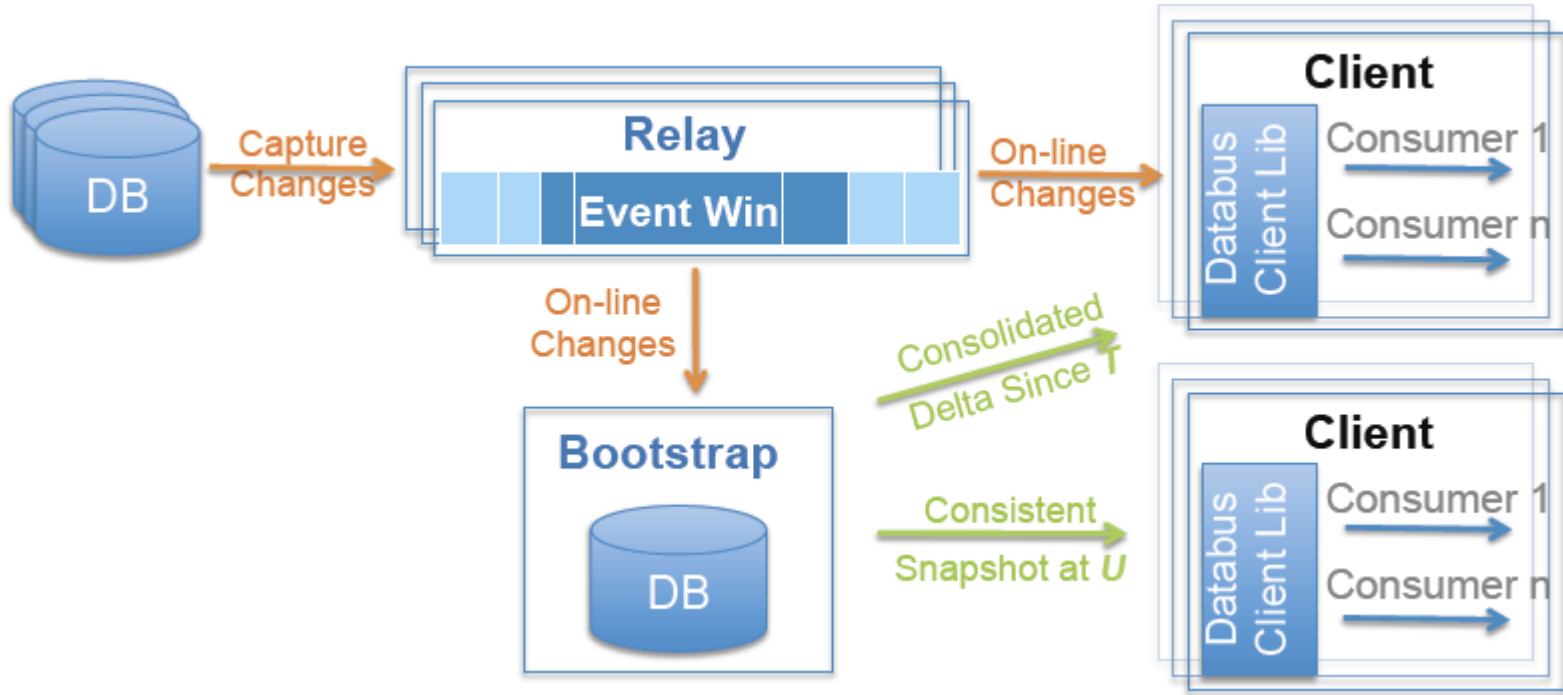 DB
Capture
Changes
Relay
Event Win
On-line
Changes
Client
Databus
Client Lib
Consumer 1
Consumer n
On-line
Changes
Consolidated
Delta Since T
Bootstrap
DB
Consistent
Snapshot at U
Client
Databus
Client Lib
Consumer 1
Consumer n